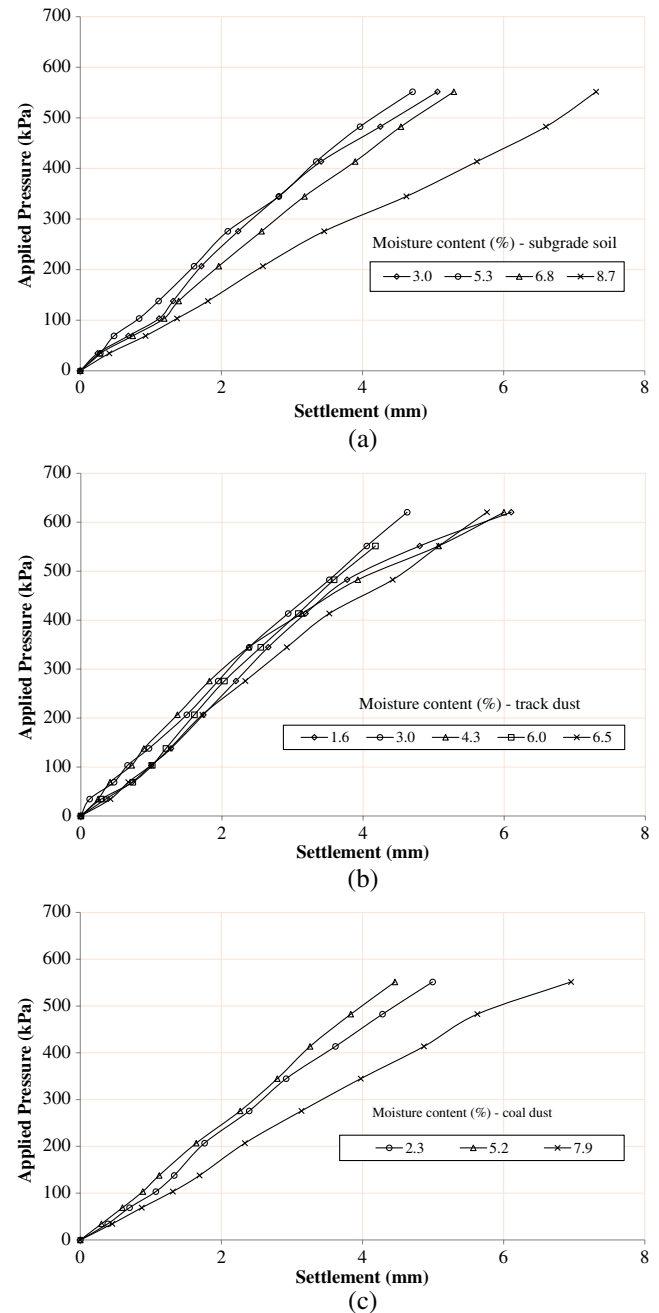 700
600
500
400
300
200
100
0
Applied Pressure (kPa)
Moisture content (%) - subgrade soil
3.0 5.3 6.8 8.7
0 2 4 6 8
Settlement (mm)
(a)
700
600
500
400
300
200
100
0
Applied Pressure (kPa)
Moisture content (%) - track dust
1.6 3.0 4.3 6.0 6.5
0 2 4 6 8
Settlement (mm)
(b)
700
600
500
400
300
200
100
0
Applied Pressure (kPa)
Moisture content (%) - coal dust
2.3 5.2 7.9
0 2 4 6 8
Settlement (mm)
(c)